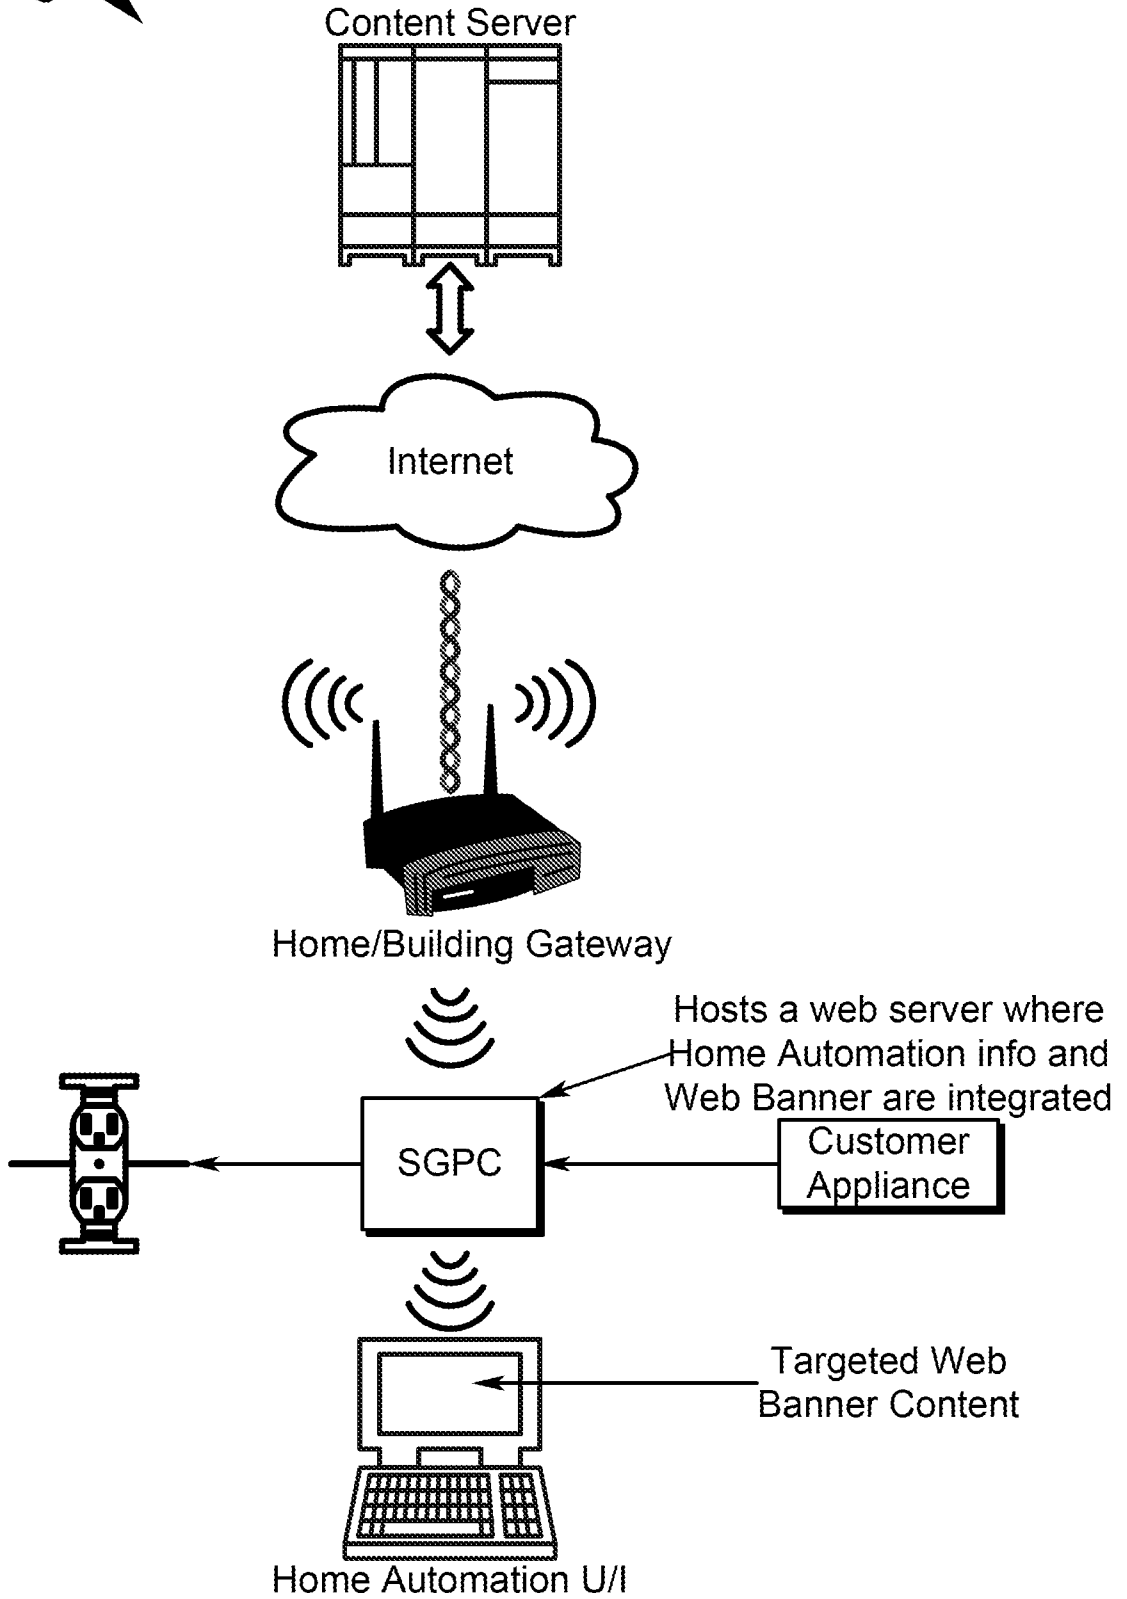 Content Server
Internet
Home/Building Gateway
Hosts a web server where
Home Automation info and
Web Banner are integrated
SGPC
Customer
Appliance
Targeted Web
Banner Content
Home Automation U/I